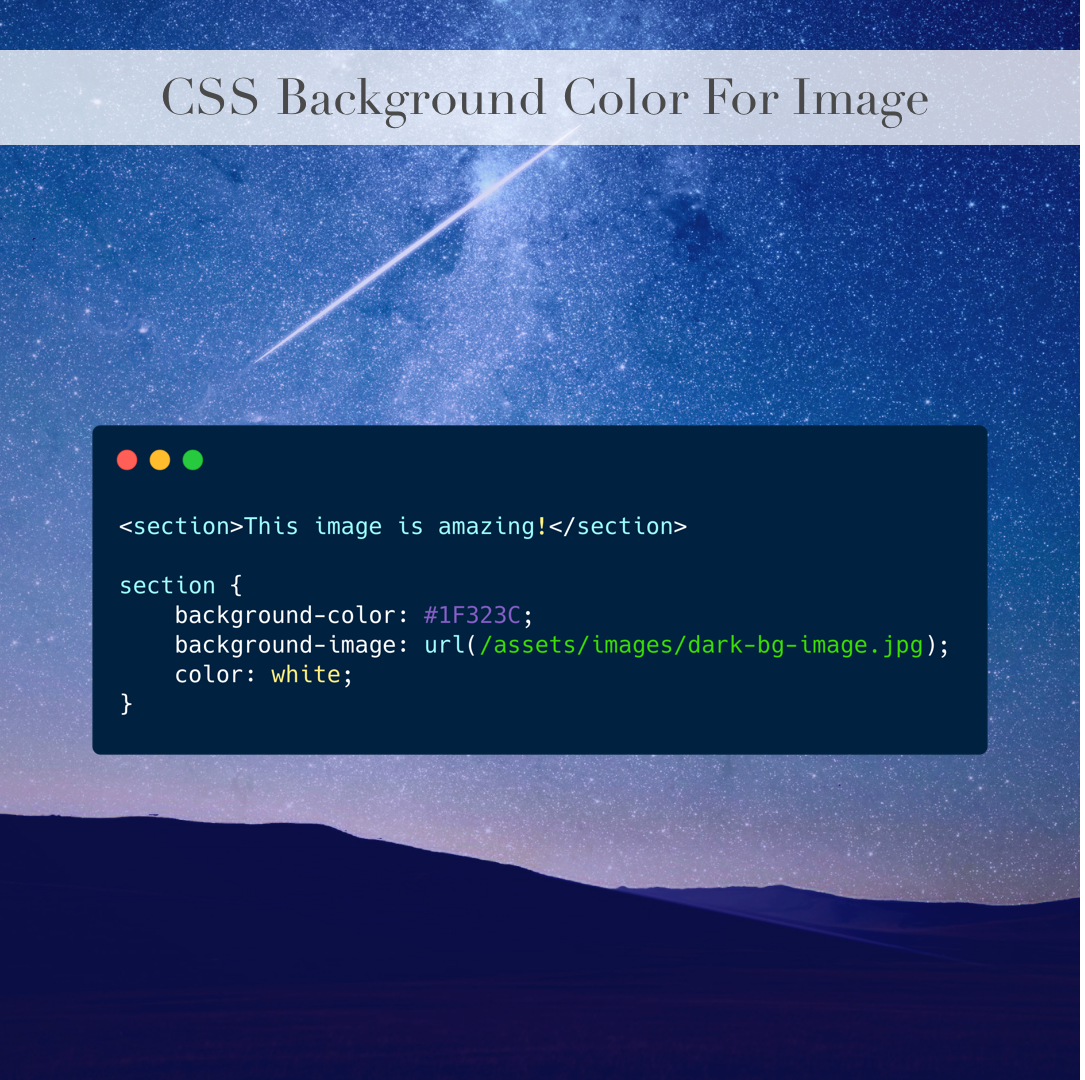 CSS Background Color For Image
<section>This image is amazing!</section>
section {
    background-color: #1F323C;
    background-image: url(/assets/images/dark-bg-image.jpg);
    color: white;
}